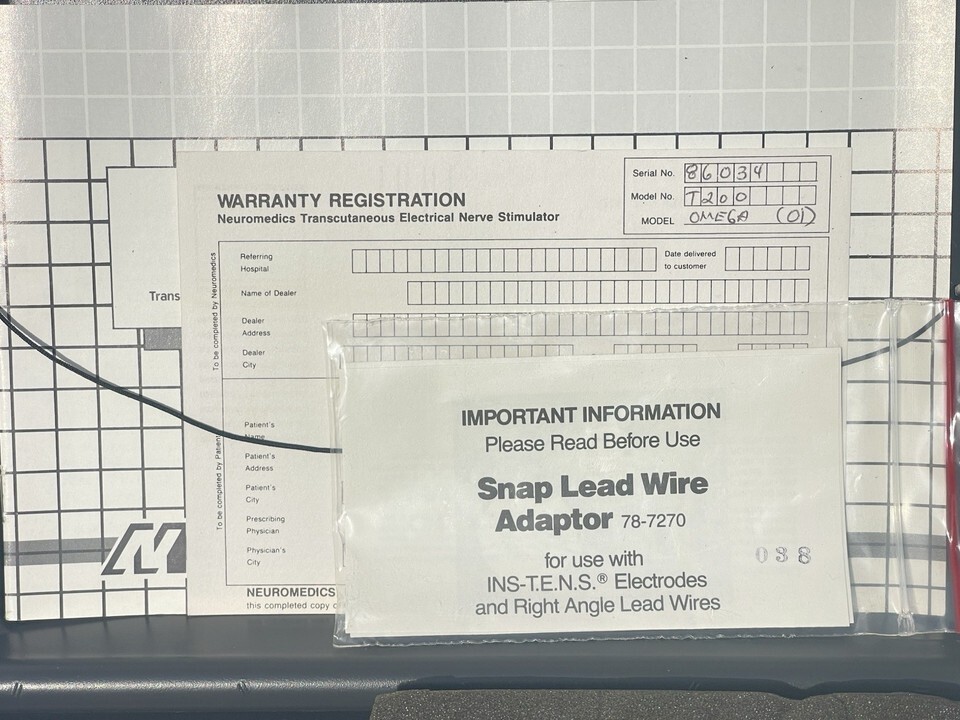 WARRANTY REGISTRATION
Neuromedics Transcutaneous Electrical Nerve Stimulator
Serial No. 86034
Model No. T200
MODEL OMEGA (01)
To be completed by Neuromedics
Referring
Hospital
Date delivered
to customer
Name of Dealer
Dealer
Address
Dealer
City
Trans
To be completed by Patient
Patient's
Name
Patient's
Address
Patient's
City
Prescribing
Physician
Physician's
City
NEUROMEDICS
this completed copy
N
IMPORTANT INFORMATION
Please Read Before Use
Snap Lead Wire
Adaptor 78-7270
for use with
INS-T.E.N.S.® Electrodes
and Right Angle Lead Wires
038